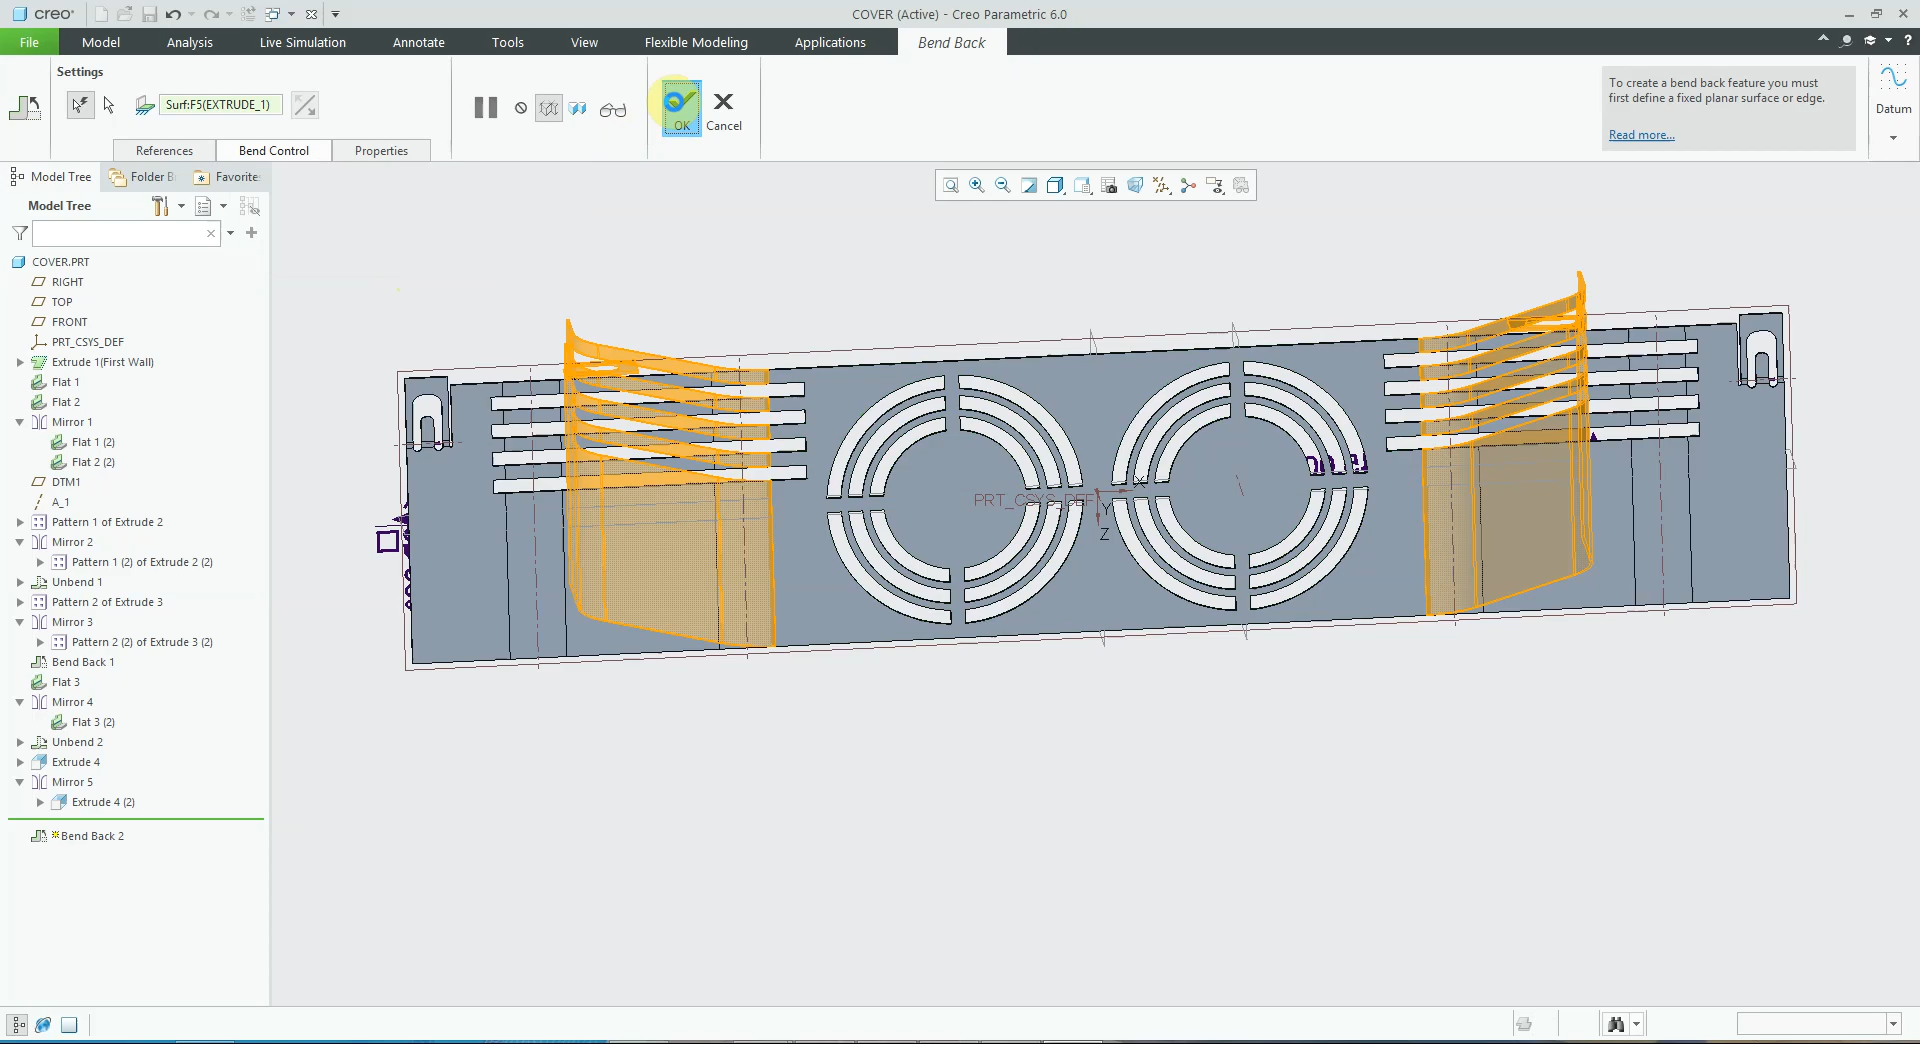 creo
COVER (Active) - Creo Parametric 6.0
File
Model
Analysis
Live Simulation
Annotate
Tools
View
Flexible Modeling
Applications
Bend Back
?
Settings
Surf:F5(EXTRUDE_1)
OK
Cancel
References
Bend Control
Properties
To create a bend back feature you must
first define a fixed planar surface or edge.
Read more...
Datum
Model Tree
Folder B
Favorite
Model Tree
COVER.PRT
RIGHT
TOP
FRONT
PRT_CSYS_DEF
Extrude 1(First Wall)
Flat 1
Flat 2
Mirror 1
Flat 1 (2)
Flat 2 (2)
DTM1
A_1
Pattern 1 of Extrude 2
Mirror 2
Pattern 1 (2) of Extrude 2 (2)
Unbend 1
Pattern 2 of Extrude 3
Mirror 3
Pattern 2 (2) of Extrude 3 (2)
Bend Back 1
Flat 3
Mirror 4
Flat 3 (2)
Unbend 2
Extrude 4
Mirror 5
Extrude 4 (2)
Bend Back 2
PRT_CSYS_DEF
X
Y
Z